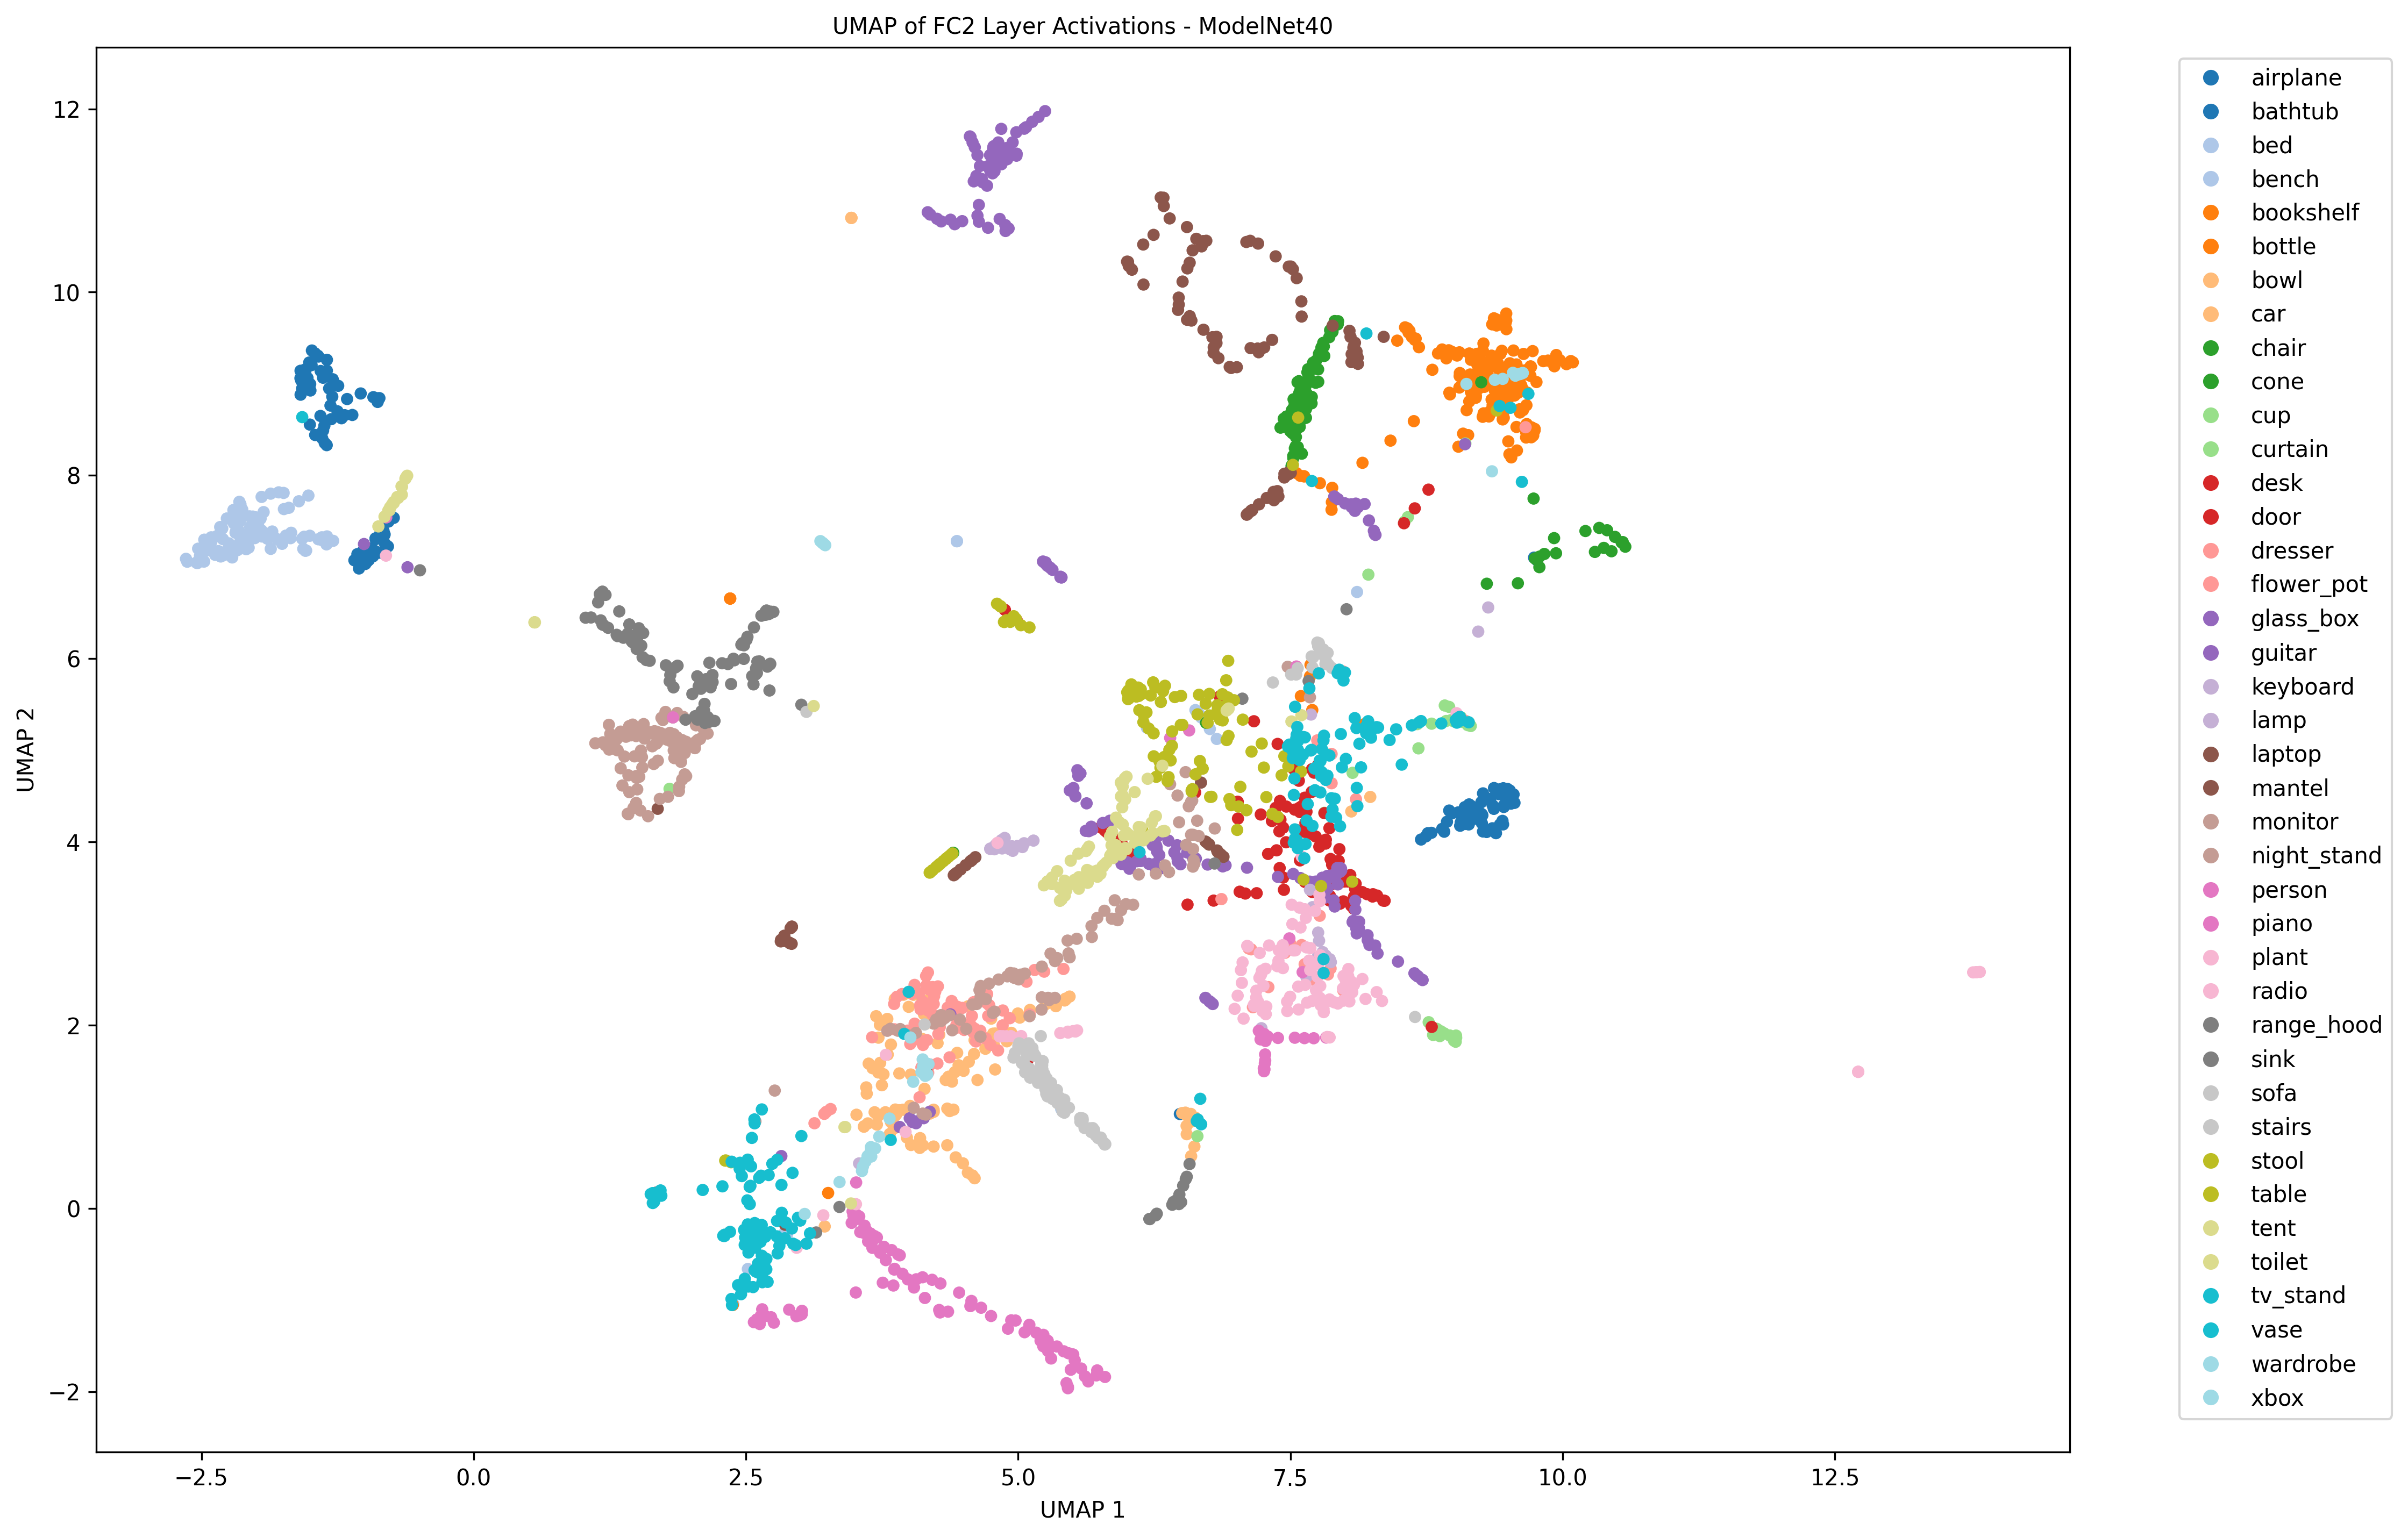 UMAP of FC2 Layer Activations - ModelNet40
12
10
8
6
4
2
0
−2
UMAP 2
−2.5
0.0
2.5
5.0
7.5
10.0
12.5
UMAP 1
airplane
bathtub
bed
bench
bookshelf
bottle
bowl
car
chair
cone
cup
curtain
desk
door
dresser
flower_pot
glass_box
guitar
keyboard
lamp
laptop
mantel
monitor
night_stand
person
piano
plant
radio
range_hood
sink
sofa
stairs
stool
table
tent
toilet
tv_stand
vase
wardrobe
xbox